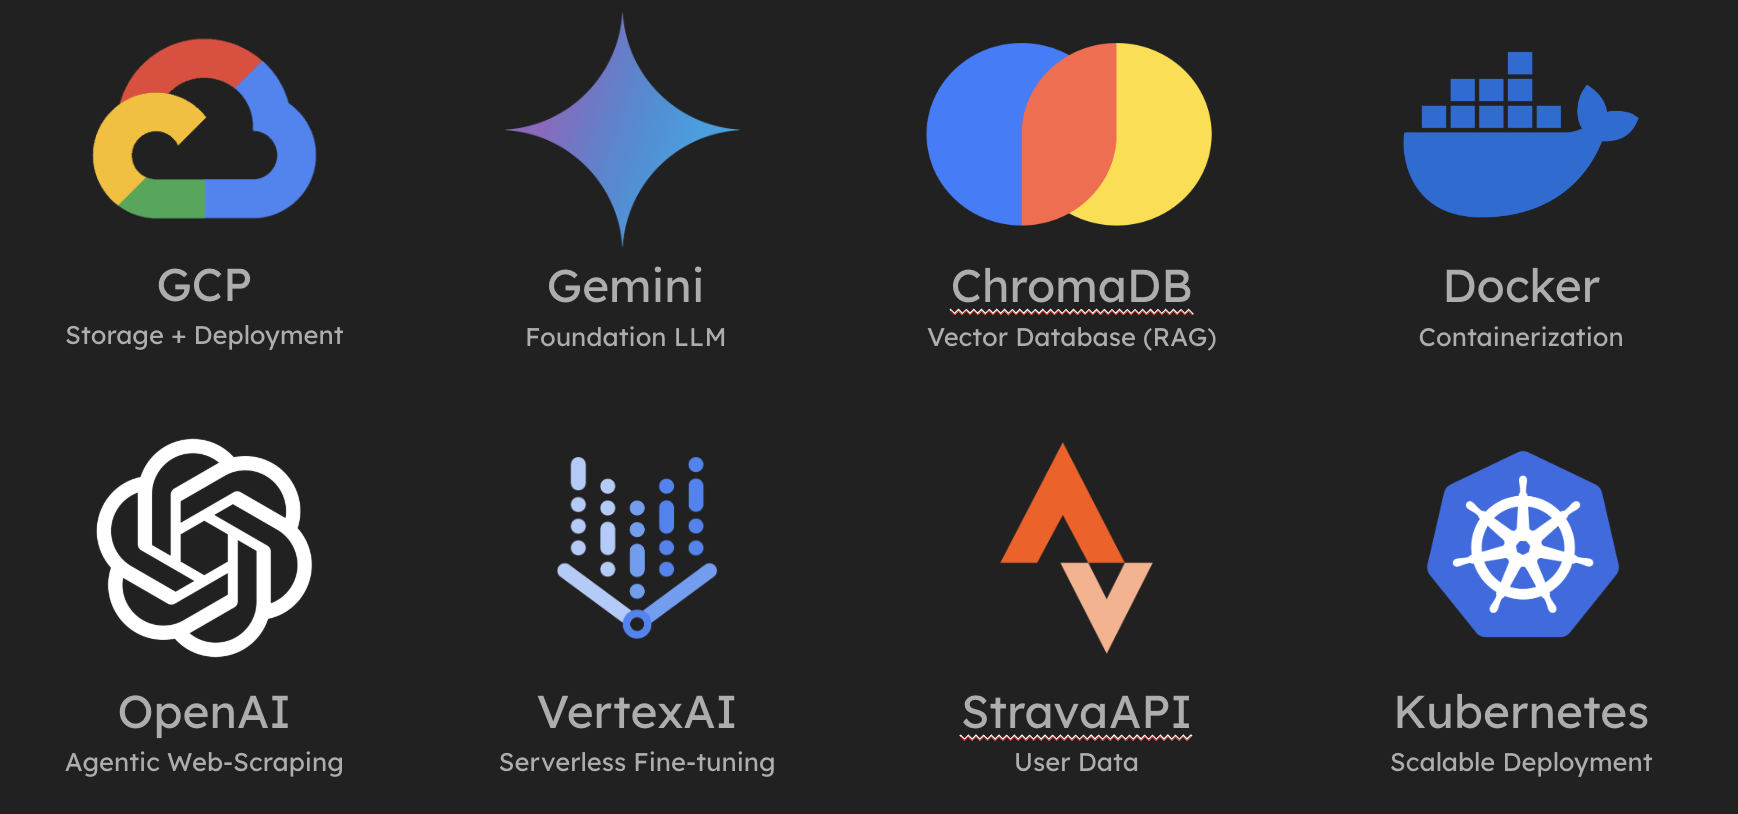 GCP
Storage + Deployment
Gemini
Foundation LLM
ChromaDB
Vector Database (RAG)
Docker
Containerization
OpenAI
Agentic Web-Scraping
VertexAI
Serverless Fine-tuning
StravaAPI
User Data
Kubernetes
Scalable Deployment